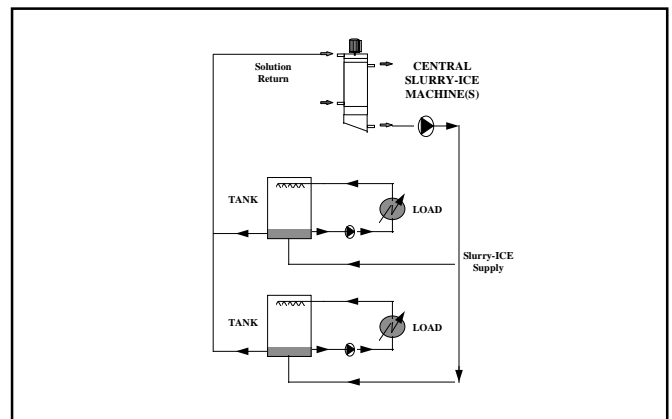 Solution
Return
CENTRAL
SLURRY-ICE
MACHINE(S)
TANK
LOAD
Slurry-ICE
Supply
TANK
LOAD